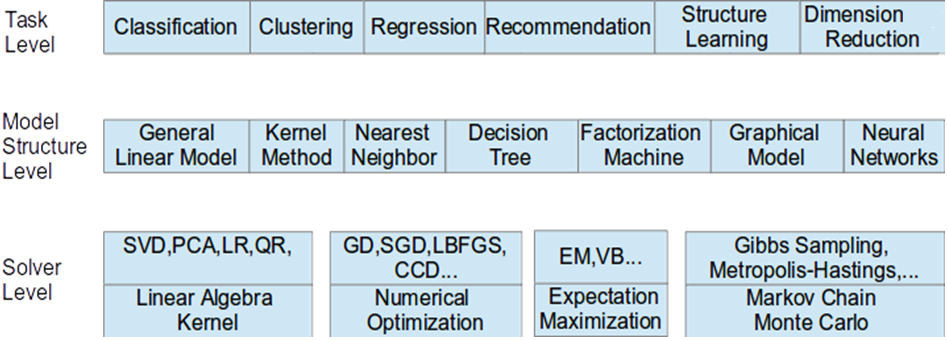 Task
Level
Classification
Clustering
Regression
Recommendation
Structure
Learning
Dimension
Reduction
Model
Structure
Level
General
Linear Model
Kernel
Method
Nearest
Neighbor
Decision
Tree
Factorization
Machine
Graphical
Model
Neural
Networks
Solver
Level
SVD,PCA,LR,QR,
GD,SGD,LBFGS,
CCD...
EM,VB...
Gibbs Sampling,
Metropolis-Hastings,...
Linear Algebra
Kernel
Numerical
Optimization
Expectation
Maximization
Markov Chain
Monte Carlo